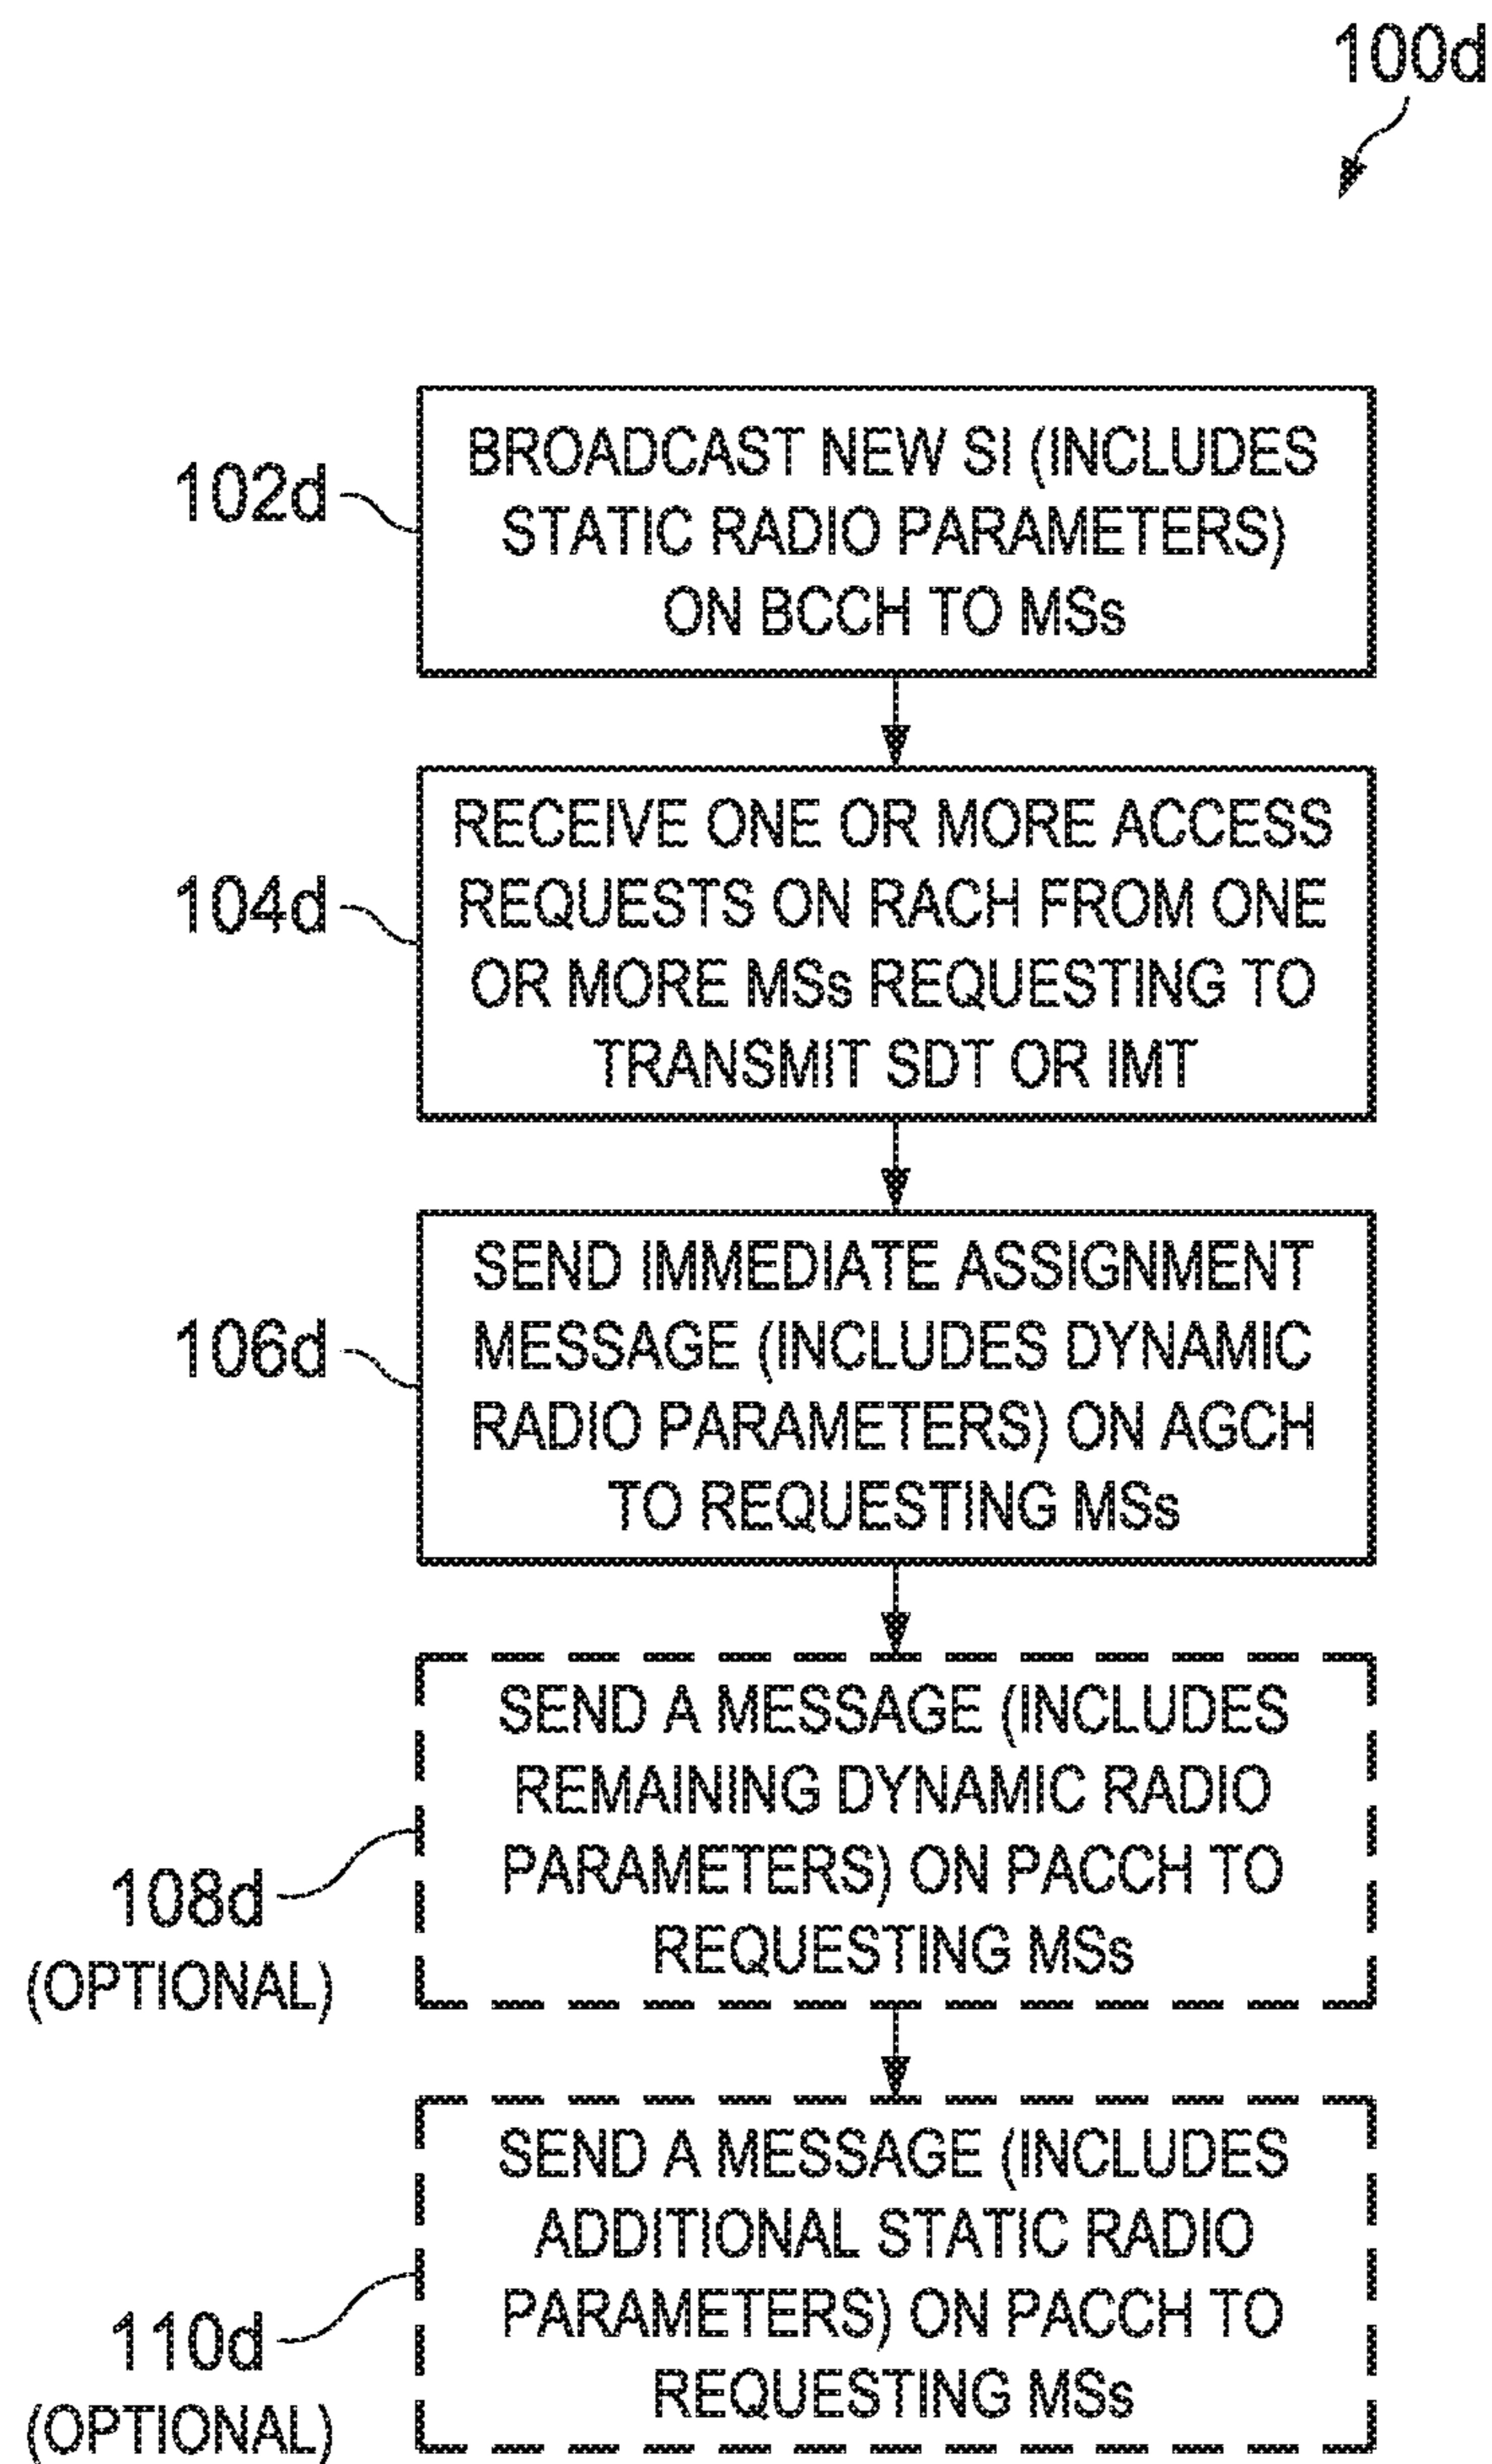 100d
102d
BROADCAST NEW SI (INCLUDES
STATIC RADIO PARAMETERS)
ON BCCH TO MSs
104d
RECEIVE ONE OR MORE ACCESS
REQUESTS ON RACH FROM ONE
OR MORE MSs REQUESTING TO
TRANSMIT SDT OR IMT
106d
SEND IMMEDIATE ASSIGNMENT
MESSAGE (INCLUDES DYNAMIC
RADIO PARAMETERS) ON AGCH
TO REQUESTING MSs
108d
(OPTIONAL)
SEND A MESSAGE (INCLUDES
REMAINING DYNAMIC RADIO
PARAMETERS) ON PACCH TO
REQUESTING MSs
110d
(OPTIONAL)
SEND A MESSAGE (INCLUDES
ADDITIONAL STATIC RADIO
PARAMETERS) ON PACCH TO
REQUESTING MSs